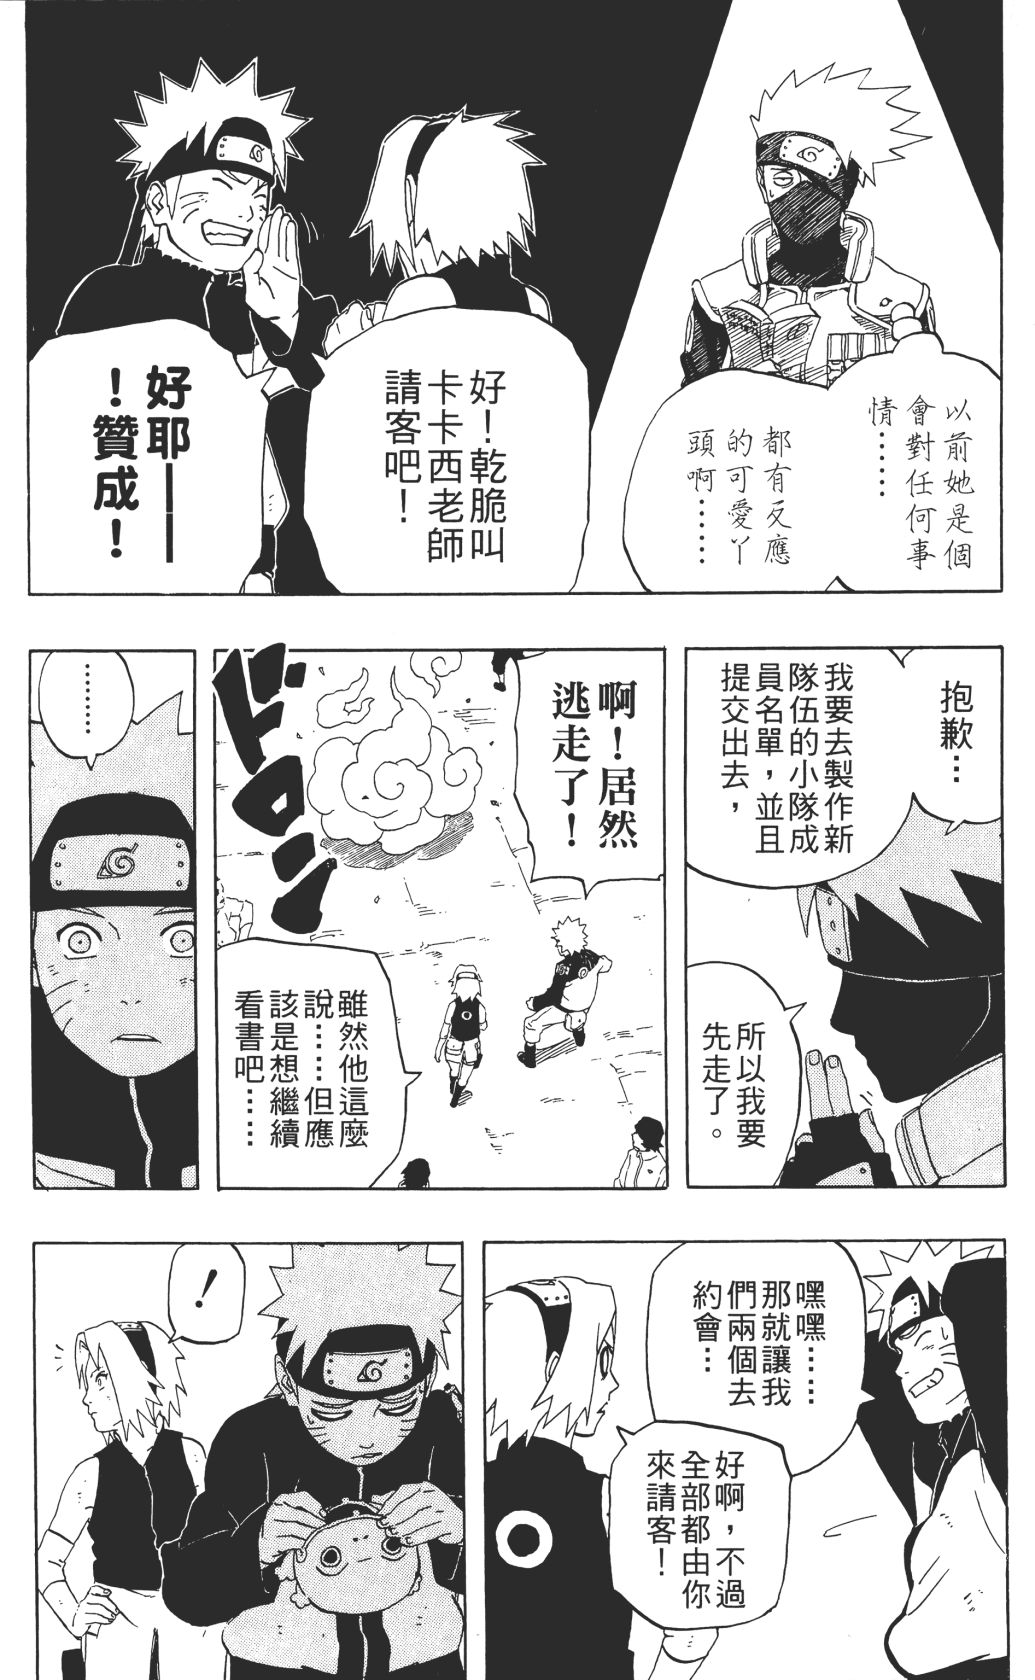 以前她是個
會對任何事
情……
都有反應
的可愛丫
頭啊……
好！乾脆叫
卡卡西老師
請客吧！
好耶——
！贊成！
抱歉…
我要去製作新
隊伍的小隊成
員名單，並且
提交出去，
所以我要
先走了。
啊！居然
逃走了！
ドロン
雖然他這麼
說……但應
該是想繼續
看書吧……
……
嘿嘿……
那就讓我
們兩個去
約會…
好啊，不過
全部都由你
來請客！
！